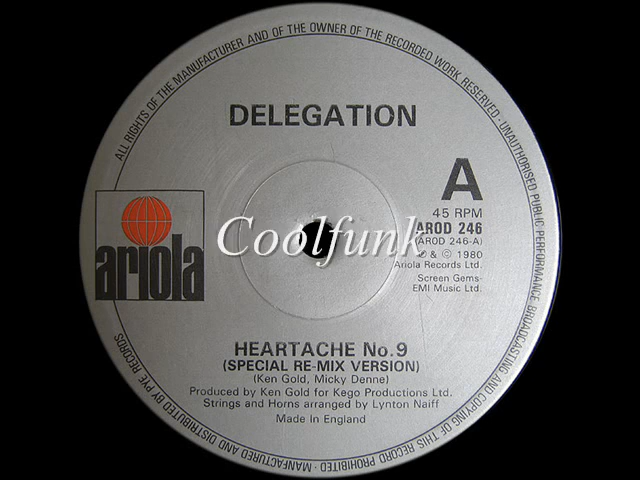 ALL RIGHTS OF THE MANUFACTURER AND OF THE OWNER OF THE RECORDED WORK RESERVED · UNAUTHORISED PUBLIC PERFORMANCE BROADCASTING AND COPYING OF THIS RECORD PROHIBITED · MANUFACTURED AND DISTRIBUTED BY PYE RECORDS
DELEGATION
A
45 RPM
AROD 246
(AROD 246-A)
℗ & © 1980
Ariola Records Ltd.
Screen Gems-
EMI Music Ltd.
ariola
Coolfunk
HEARTACHE No.9
(SPECIAL RE-MIX VERSION)
(Ken Gold, Micky Denne)
Produced by Ken Gold for Kego Productions Ltd.
Strings and Horns arranged by Lynton Naiff
Made in England